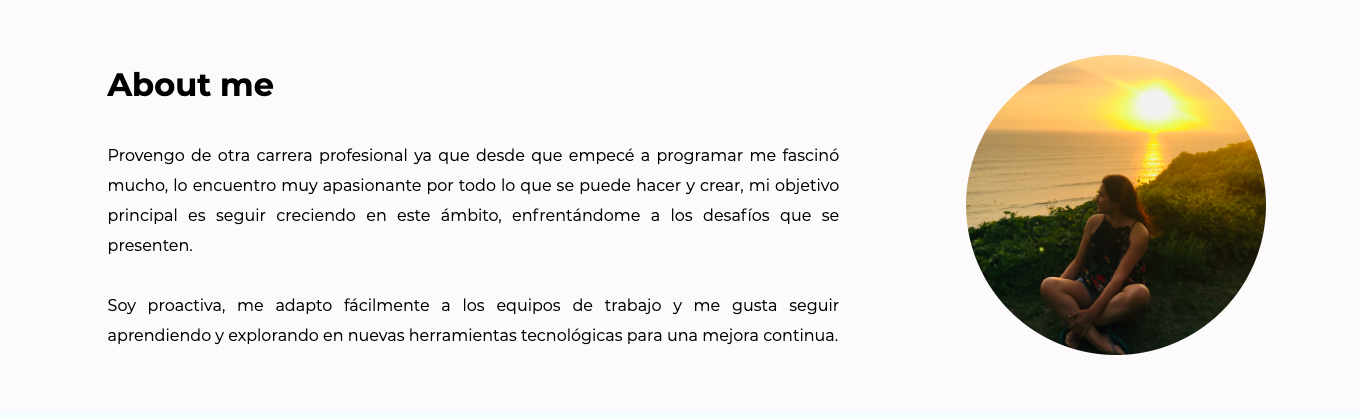 About me
Provengo de otra carrera profesional ya que desde que empecé a programar me fascinó
mucho, lo encuentro muy apasionante por todo lo que se puede hacer y crear, mi objetivo
principal es seguir creciendo en este ámbito, enfrentándome a los desafíos que se
presenten.
Soy proactiva, me adapto fácilmente a los equipos de trabajo y me gusta seguir
aprendiendo y explorando en nuevas herramientas tecnológicas para una mejora continua.